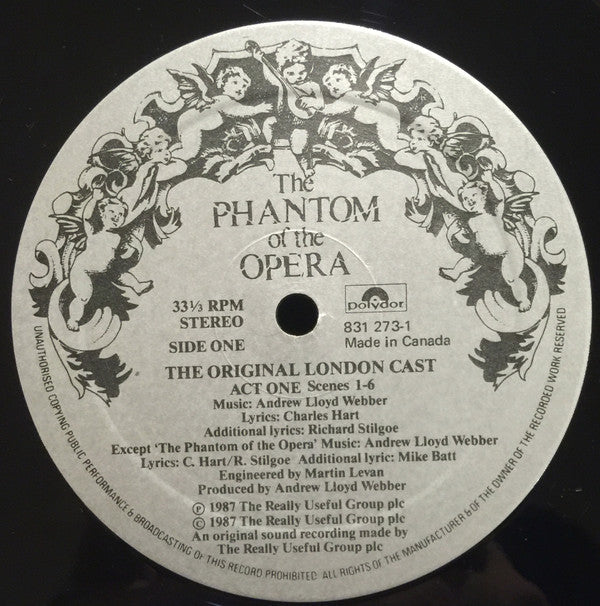 The
PHANTOM
of the
OPERA
33 1/3 RPM
STEREO
SIDE ONE
polydor
831 273-1
Made in Canada
THE ORIGINAL LONDON CAST
ACT ONE Scenes 1-6
Music: Andrew Lloyd Webber
Lyrics: Charles Hart
Additional lyrics: Richard Stilgoe
Except 'The Phantom of the Opera' Music: Andrew Lloyd Webber
Lyrics: C. Hart/R. Stilgoe Additional lyric: Mike Batt
Engineered by Martin Levan
Produced by Andrew Lloyd Webber
℗ 1987 The Really Useful Group plc
© 1987 The Really Useful Group plc
An original sound recording made by
The Really Useful Group plc
UNAUTHORISED COPYING PUBLIC PERFORMANCE & BROADCASTING OF THIS RECORD PROHIBITED. ALL RIGHTS OF THE MANUFACTURER & OF THE OWNER OF THE RECORDED WORK RESERVED